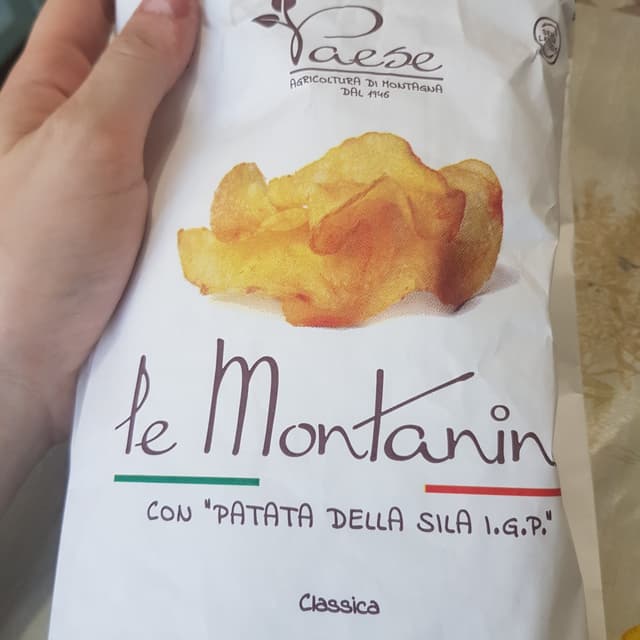 Paese
AGRICOLTURA DI MONTAGNA
DAL 1946
le Montanin
CON "PATATA DELLA SILA I.G.P."
Classica